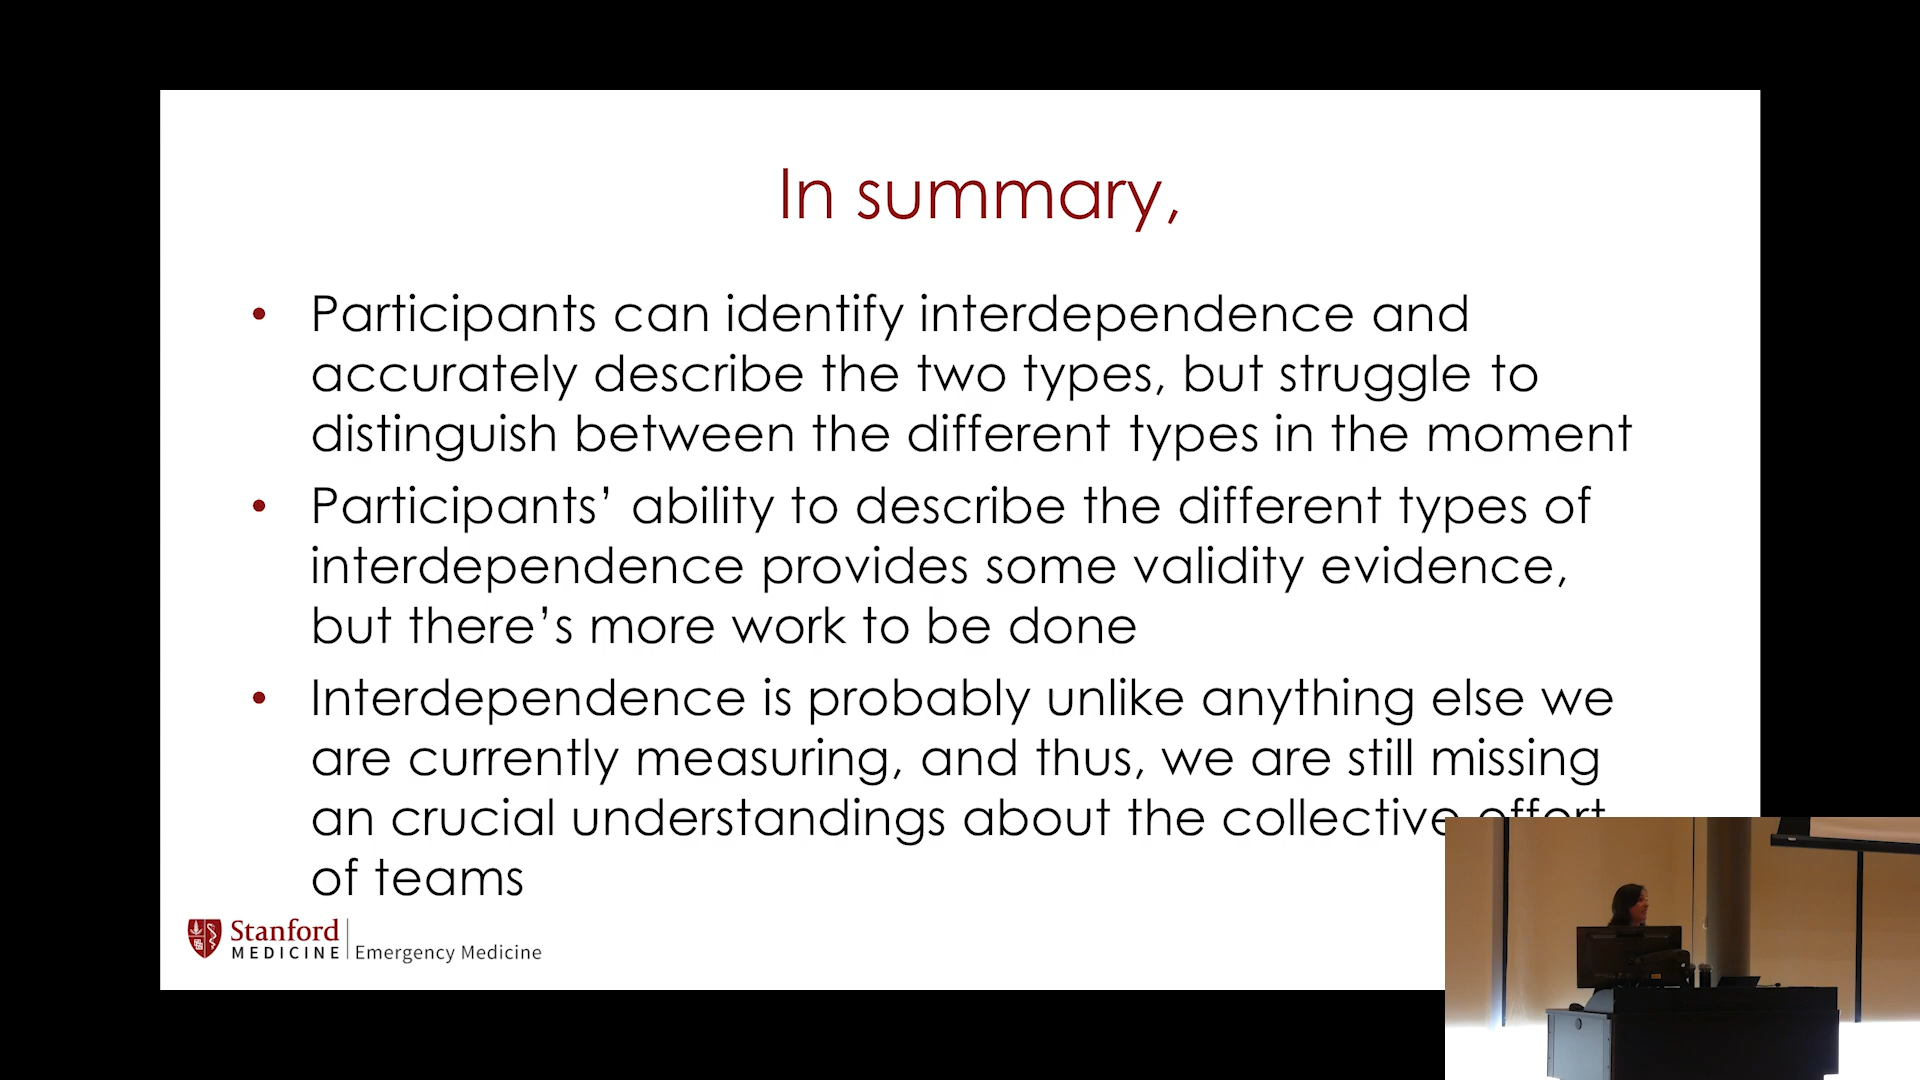 In summary,
• Participants can identify interdependence and
accurately describe the two types, but struggle to
distinguish between the different types in the moment
• Participants’ ability to describe the different types of
interdependence provides some validity evidence,
but there’s more work to be done
• Interdependence is probably unlike anything else we
are currently measuring, and thus, we are still missing
an crucial understandings about the collective effort
of teams
Stanford
MEDICINE
Emergency Medicine